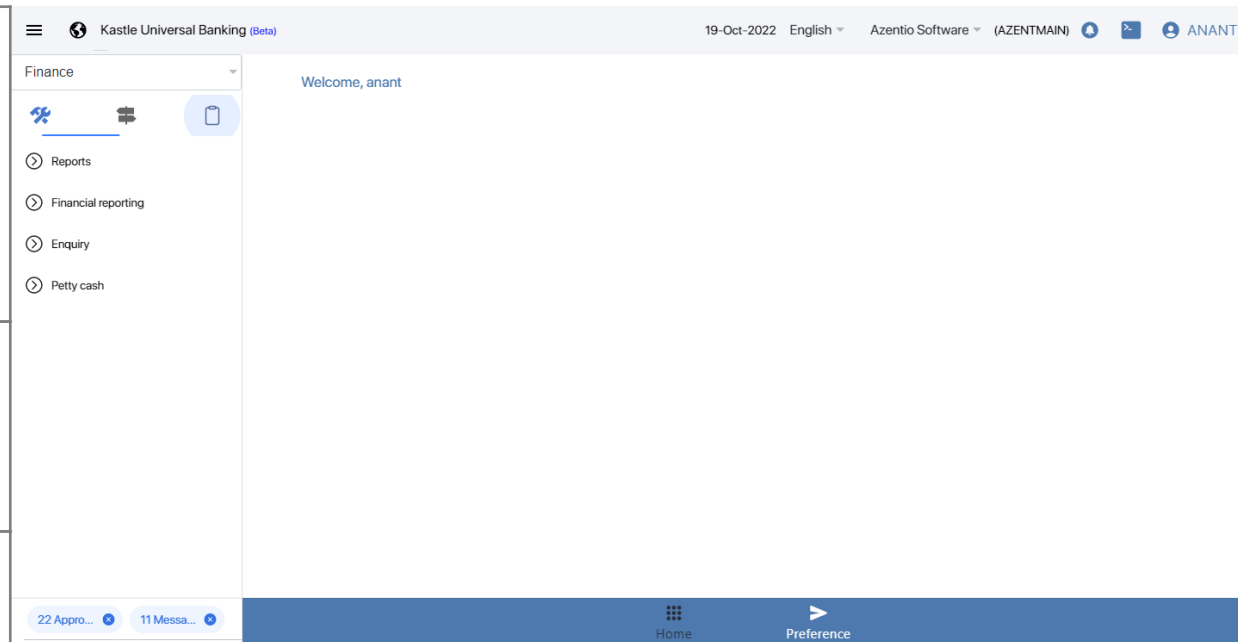 Kastle Universal Banking (Beta)
19-Oct-2022 English Azentio Software (AZENTMAIN) ANANT
Finance
Welcome, anant
Reports
Financial reporting
Enquiry
Petty cash
22 Appro... 11 Messa...
Home Preference